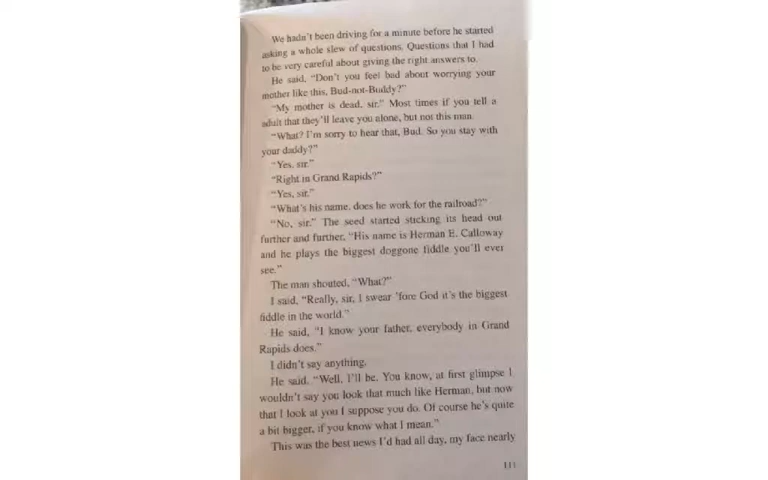 We hadn't been driving for a minute before he started
asking a whole slew of questions. Questions that I had
to be very careful about giving the right answers to.
He said, "Don't you feel bad about worrying your
mother like this, Bud-not-Buddy?"
"My mother is dead, sir." Most times if you tell a
adult that they'll leave you alone, but not this man.
"What? I'm sorry to hear that, Bud. So you stay with
your daddy?"
"Yes, sir."
"Right in Grand Rapids?"
"Yes, sir."
"What's his name, does he work for the railroad?"
"No, sir." The seed started sticking its head out
further and further, "His name is Herman E. Calloway
and he plays the biggest doggone fiddle you'll ever
see."
The man shouted, "What?"
I said, "Really, sir, I swear 'fore God it's the biggest
fiddle in the world."
He said, "I know your father, everybody in Grand
Rapids does."
I didn't say anything.
He said, "Well, I'll be. You know, at first glimpse I
wouldn't say you look that much like Herman, but now
that I look at you I suppose you do. Of course he's quite
a bit bigger, if you know what I mean."
This was the best news I'd had all day, my face nearly
111